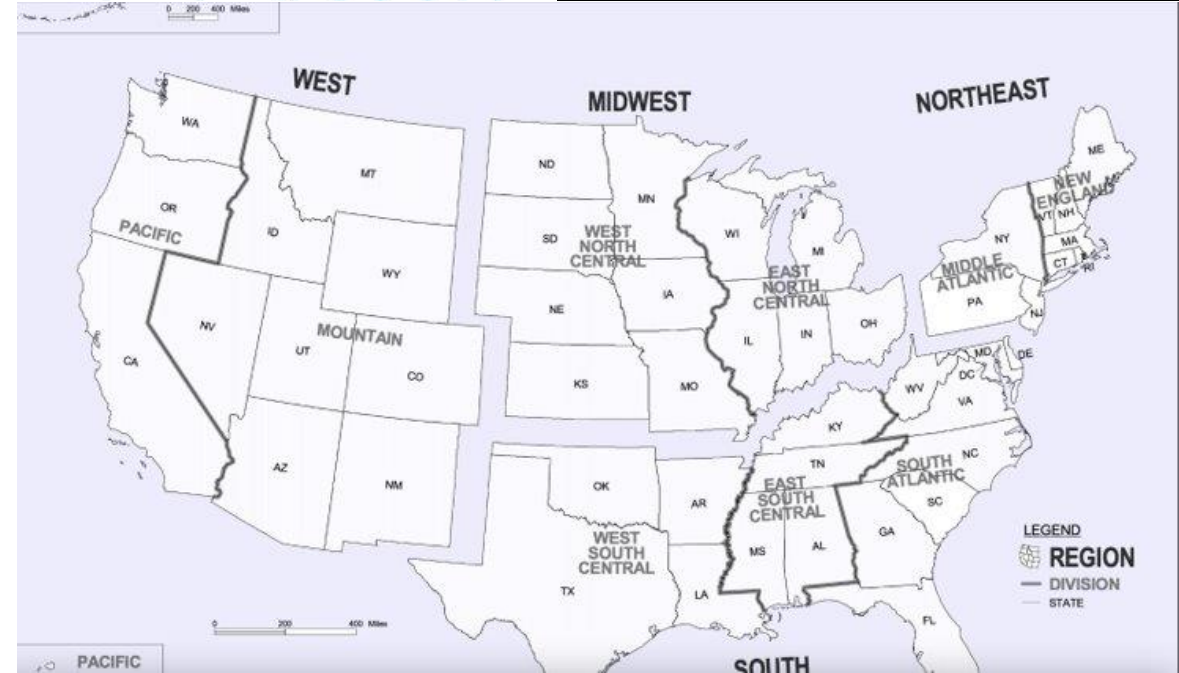 0 200 400 Miles
WEST
MIDWEST
NORTHEAST
WA
MT
OR
PACIFIC
ID
WY
NV
MOUNTAIN
UT
CO
CA
AZ
NM
ND
MN
SD
WEST
NORTH
CENTRAL
NE
IA
KS
MO
WI
MI
EAST
NORTH
CENTRAL
IL
IN
OH
ME
NEW
ENGLAND
VT
NH
NY
MA
CT
RI
MIDDLE
ATLANTIC
PA
NJ
MD
DE
DC
WV
VA
KY
TN
NC
SOUTH
ATLANTIC
SC
GA
FL
EAST
SOUTH
CENTRAL
MS
AL
OK
AR
WEST
SOUTH
CENTRAL
TX
LA
LEGEND
REGION
DIVISION
STATE
0 200 400 Miles
PACIFIC
SOUTH